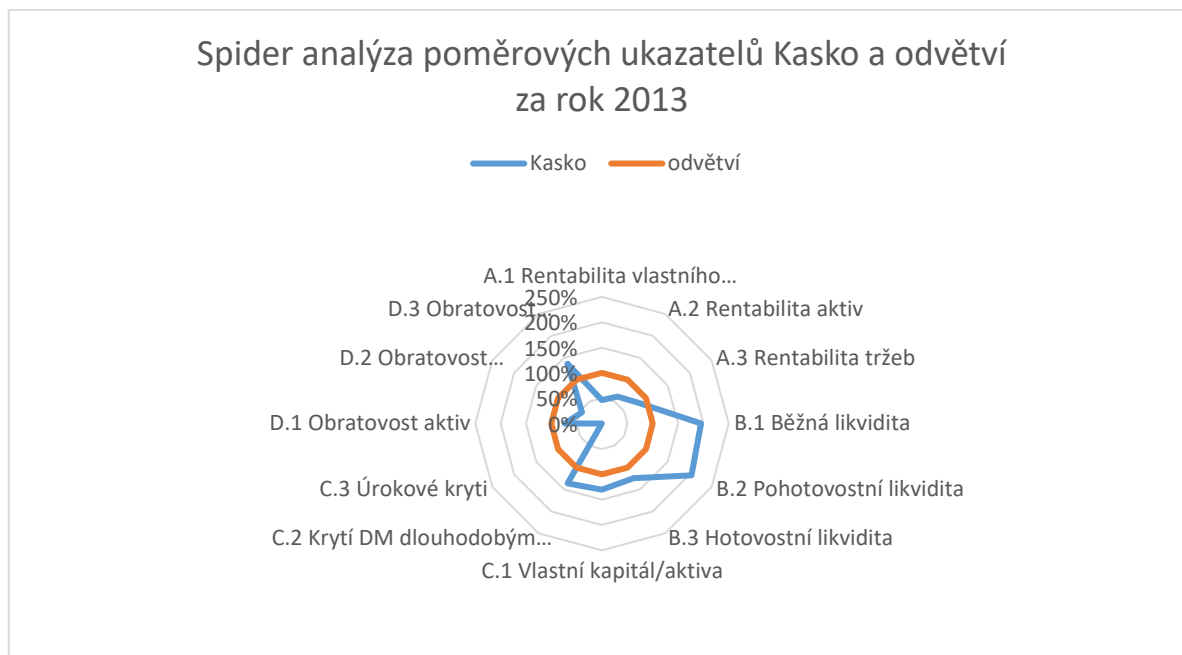 Spider analýza poměrových ukazatelů Kasko a odvětví
za rok 2013
Kasko
odvětví
A.1 Rentabilita vlastního...
A.2 Rentabilita aktiv
A.3 Rentabilita tržeb
B.1 Běžná likvidita
B.2 Pohotovostní likvidita
B.3 Hotovostní likvidita
C.1 Vlastní kapitál/aktiva
C.2 Krytí DM dlouhodobým...
C.3 Úrokové kryti
D.1 Obratovost aktiv
D.2 Obratovost...
D.3 Obratovost...
250%
200%
150%
100%
50%
0%